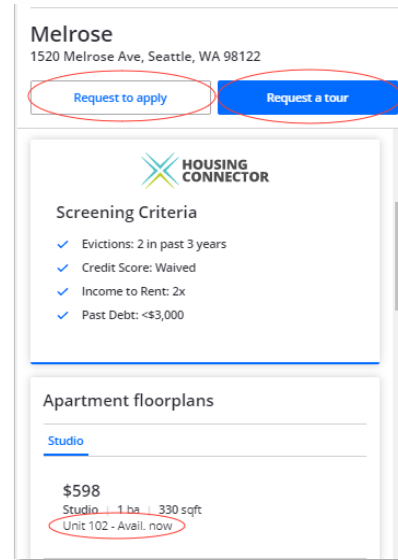 Melrose
1520 Melrose Ave, Seattle, WA 98122
Request to apply
Request a tour
HOUSING
CONNECTOR
Screening Criteria
Evictions: 2 in past 3 years
Credit Score: Waived
Income to Rent: 2x
Past Debt: <$3,000
Apartment floorplans
Studio
$598
Studio | 1 ba | 330 sqft
Unit 102 - Avail. now